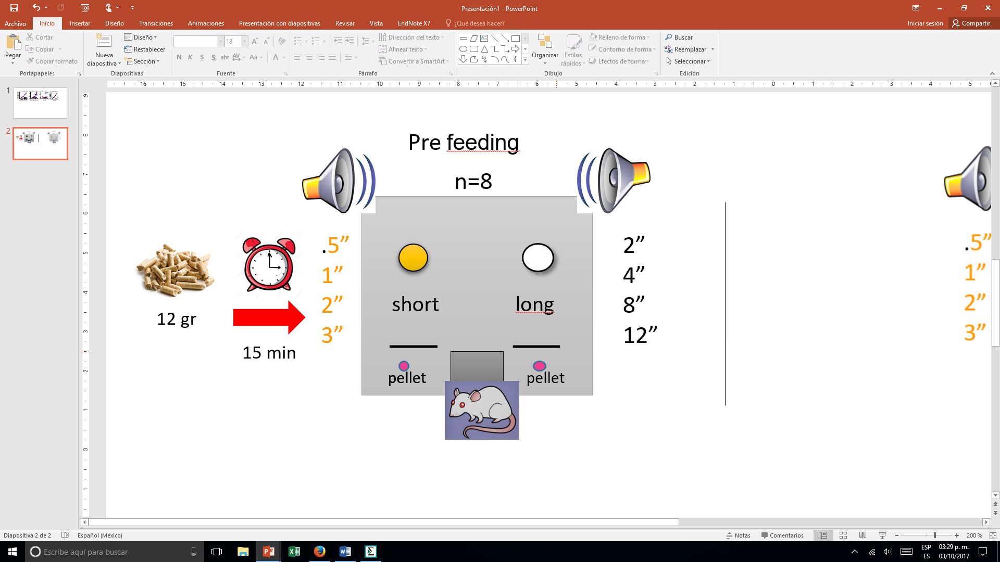 Presentación1 - PowerPoint
Archivo
Inicio
Insertar
Diseño
Transiciones
Animaciones
Presentación con diapositivas
Revisar
Vista
EndNote X7
¿Qué desea hacer?
Iniciar sesión
Compartir
Pegar
Cortar
Copiar
Copiar formato
Portapapeles
Nueva
diapositiva
Diseño
Restablecer
Sección
Diapositivas
18
N K S S abc AV Aa A
Fuente
Dirección del texto
Alinear texto
Convertir a SmartArt
Párrafo
Organizar
Estilos
rápidos
Relleno de forma
Contorno de forma
Efectos de forma
Dibujo
Buscar
Reemplazar
Seleccionar
Edición
16 15 14 13 12 11 10 9 8 7 6 5 4 3 2 1 0 1 2 3 4 5
9
8
7
6
5
4
3
2
1
0
1
1
2
Pre feeding
n=8
12 gr
15 min
.5”
1”
2”
3”
short
long
pellet
pellet
2”
4”
8”
12”
.5”
1”
2”
3”
Diapositiva 2 de 2
Español (México)
Notas
Comentarios
200 %
Escribe aquí para buscar
ESP
ES
03:29 p. m.
03/10/2017